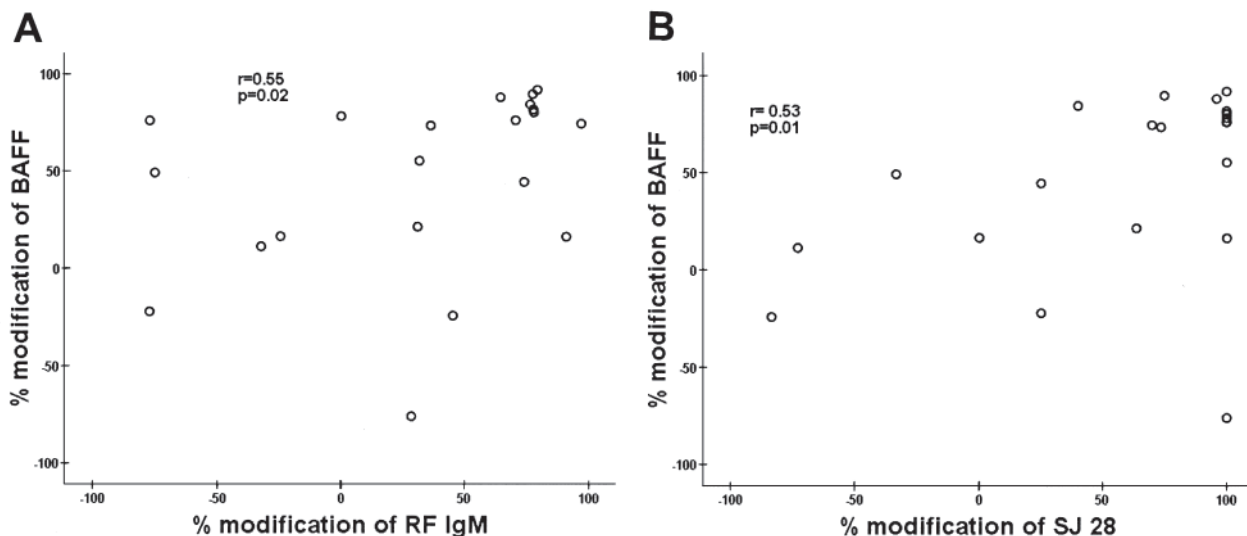 A
r=0.55
p=0.02
% modification of BAFF
100
50
0
-50
-100
-100
-50
0
50
100
% modification of RF IgM
B
r= 0.53
p=0.01
% modification of BAFF
100
50
0
-50
-100
-100
-50
0
50
100
% modification of SJ 28